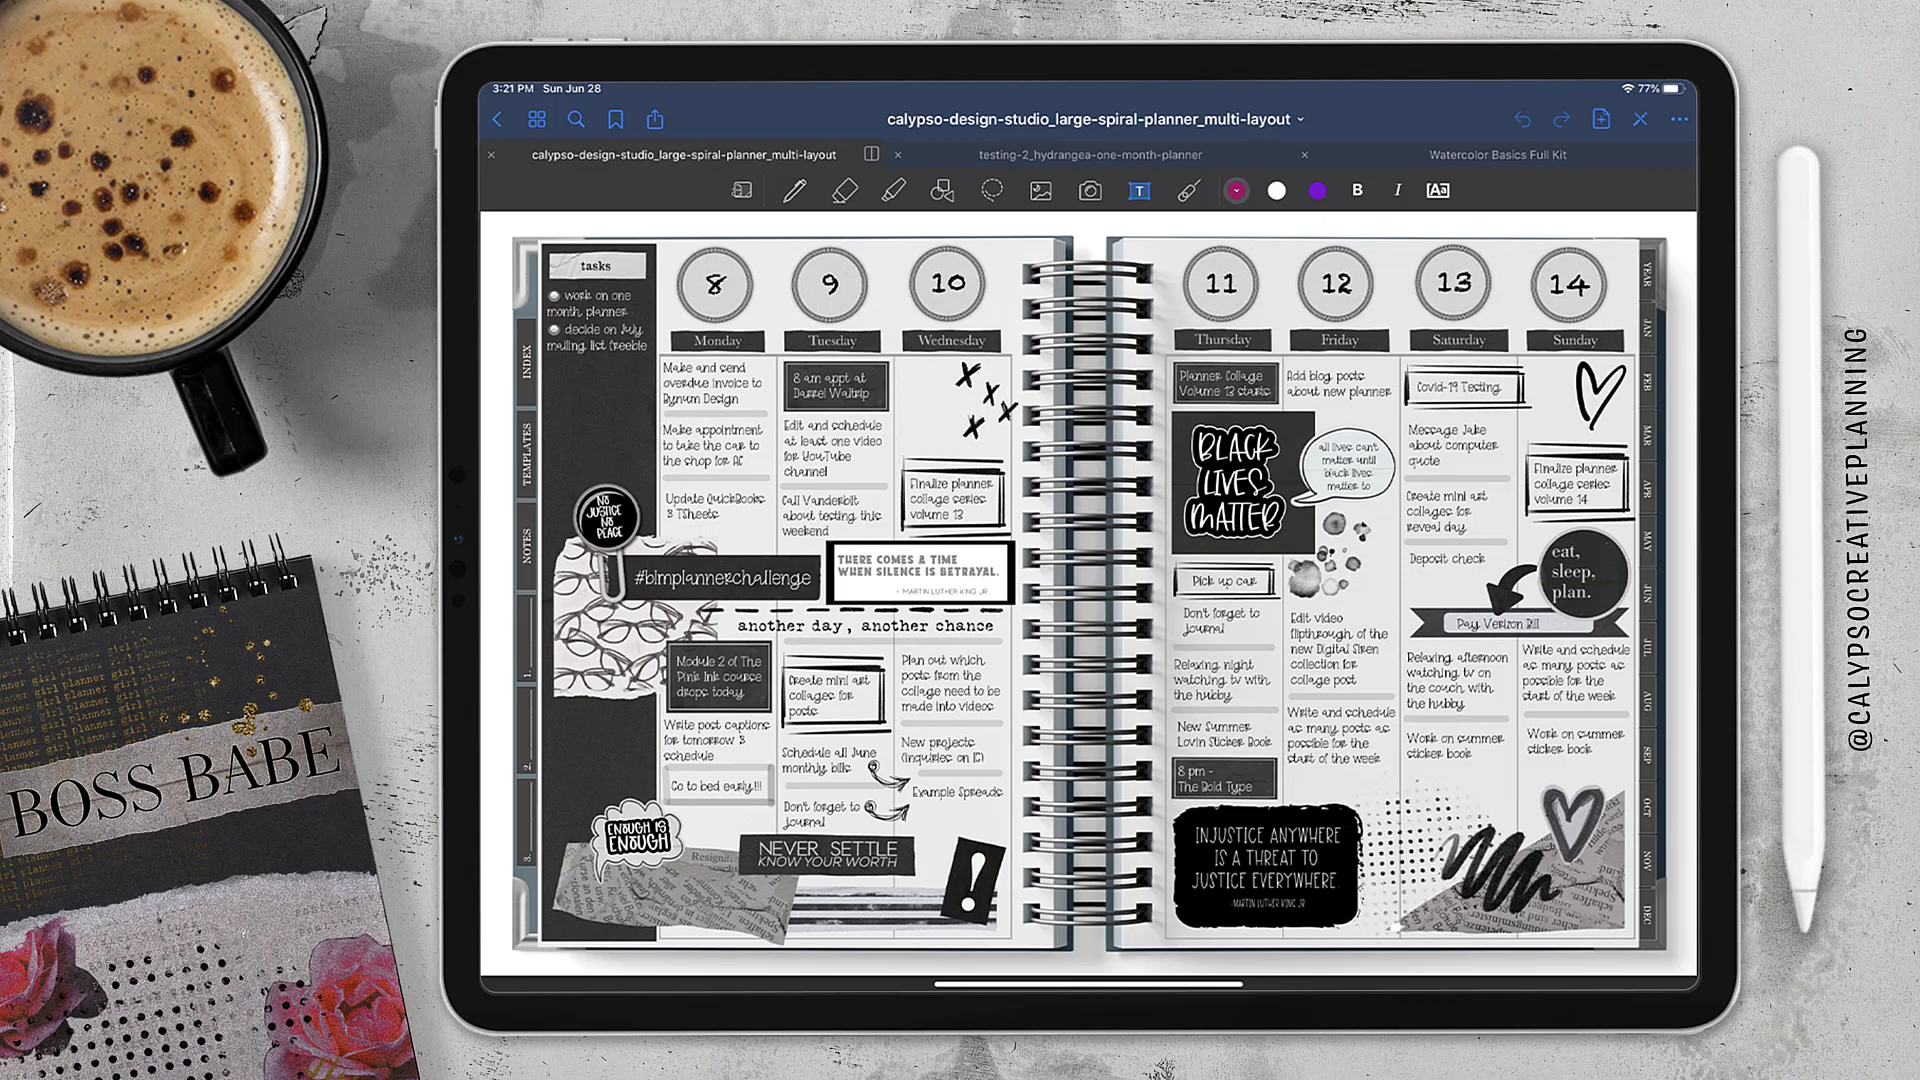 3:21 PM Sun Jun 28
77%
calypso-design-studio_large-spiral-planner_multi-layout
calypso-design-studio_large-spiral-planner_multi-layout
testing-2_hydrangea-one-month-planner
Watercolor Basics Full Kit
T
B
I
Aa
tasks
work on one
month planner
decide on July
mailing list freebie
INDEX
TEMPLATES
NOTES
1.
2.
3.
8
Monday
Make and send
overdue invoice to
Bynum Design
Make appointment
to take the car to
the shop for AC
Update QuickBooks
& TSheets
NO
JUSTICE
NO
PEACE
#blmplannerchallenge
Module 2 of The
Pink Ink course
drops today
Write post captions
for tomorrow &
schedule
Go to bed early!!!
ENOUGH IS
ENOUGH
9
Tuesday
8 am appt at
Darrel Waltrip
Edit and schedule
at least one video
for YouTube
channel
Call Vanderbilt
about testing this
weekend
THERE COMES A TIME
WHEN SILENCE IS BETRAYAL.
- MARTIN LUTHER KING JR.
another day, another chance
Create mini art
collages for
posts
Schedule all June
monthly bills
Don't forget to
journal
NEVER SETTLE
KNOW YOUR WORTH
10
Wednesday
Finalize planner
collage series
volume 13
Plan out which
posts from the
collage need to be
made into videos
New projects
(inquiries on IG)
Example Spreads
!
11
Thursday
Planner Collage
Volume 13 starts
BLACK
LIVES
MATTER
all lives can't
matter until
black lives
matter to
Pick up car
Don't forget to
journal
Relaxing night
watching tv with
the hubby
New Summer
Lovin Sticker Book
8 pm -
The Bold Type
INJUSTICE ANYWHERE
IS A THREAT TO
JUSTICE EVERYWHERE.
-MARTIN LUTHER KING JR
12
Friday
Add blog posts
about new planner
Edit video
flipthrough of the
new Digital Siren
collection for
collage post
Write and schedule
as many posts as
possible for the
start of the week
13
Saturday
Covid-19 Testing
Message Jake
about computer
quote
Create mini art
collages for
reveal day
Deposit check
Pay Verizon Bill
Relaxing afternoon
watching tv on
the couch with
the hubby
Work on summer
sticker book
14
Sunday
Finalize planner
collage series
volume 14
eat,
sleep,
plan.
Write and schedule
as many posts as
possible for the
start of the week
Work on summer
sticker book
YEAR
JAN
FEB
MAR
APR
MAY
JUN
JUL
AUG
SEP
OCT
NOV
DEC
BOSS BABE
@CALYPSOCREATIVEPLANNING